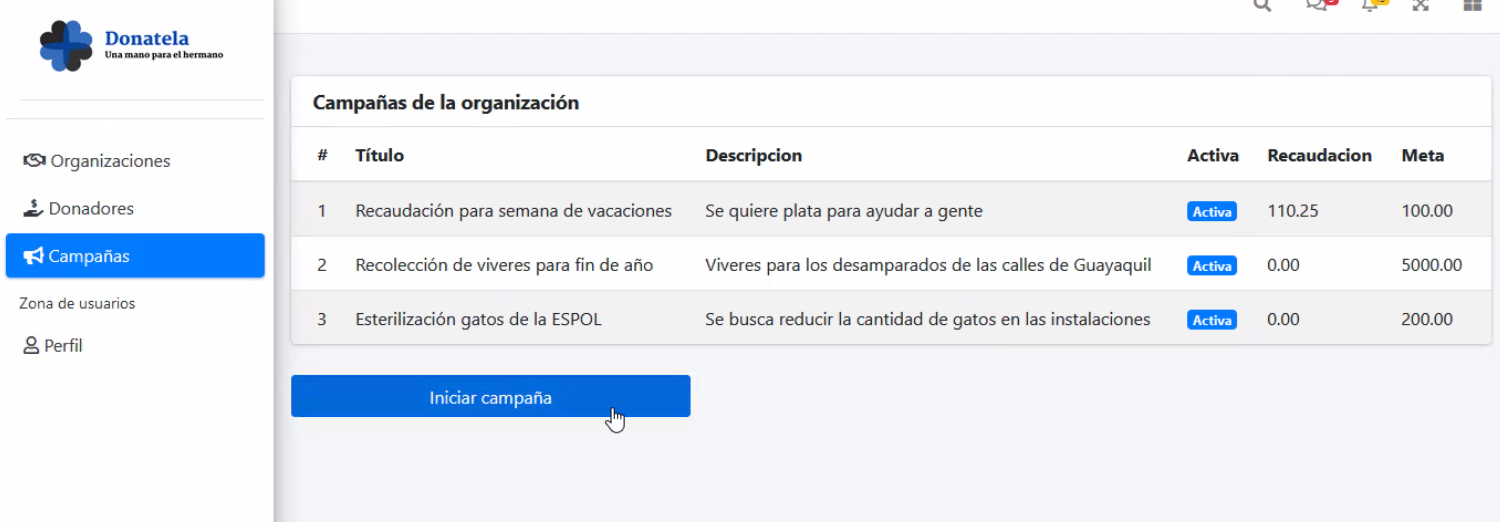 Donatela
Una mano para el hermano
Organizaciones
Donadores
Campañas
Zona de usuarios
Perfil
Campañas de la organización
# Título Descripcion Activa Recaudacion Meta
1 Recaudación para semana de vacaciones Se quiere plata para ayudar a gente Activa 110.25 100.00
2 Recolección de viveres para fin de año Viveres para los desamparados de las calles de Guayaquil Activa 0.00 5000.00
3 Esterilización gatos de la ESPOL Se busca reducir la cantidad de gatos en las instalaciones Activa 0.00 200.00
Iniciar campaña